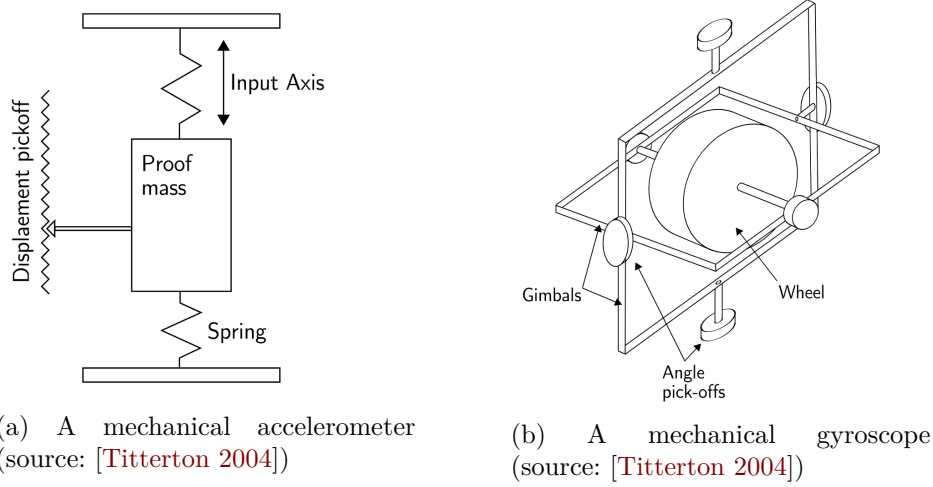 Input Axis
Displaement pickoff
Proof
mass
Spring
Gimbals
Wheel
Angle
pick-offs
(a) A mechanical accelerometer
(source: [Titterton 2004])
(b) A mechanical gyroscope
(source: [Titterton 2004])